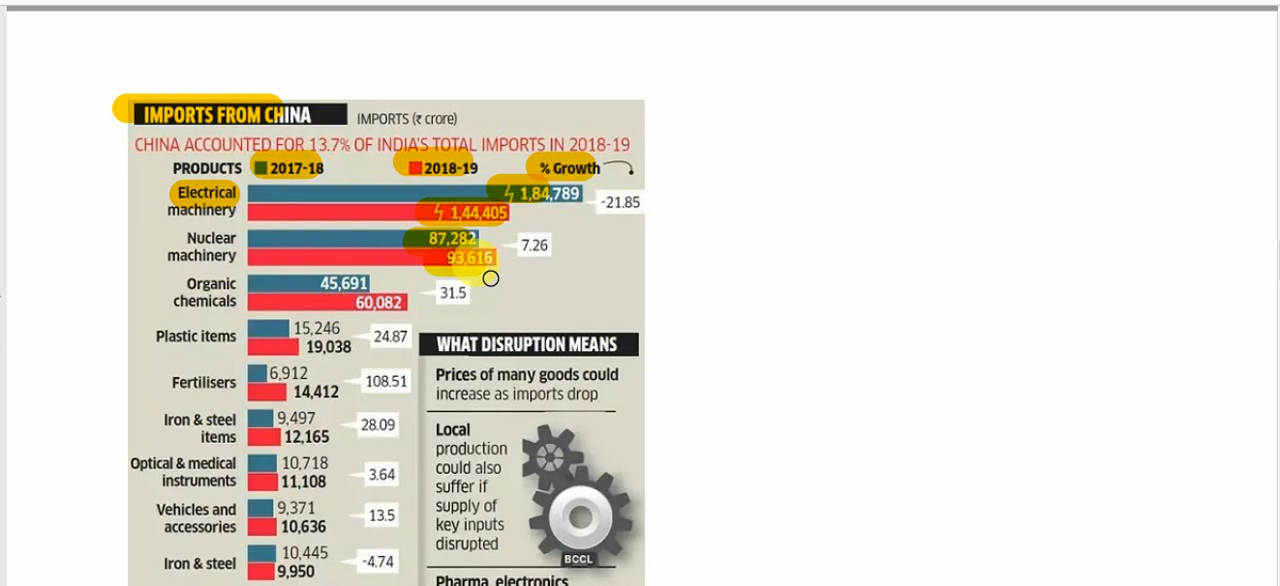 IMPORTS FROM CHINA IMPORTS (₹ crore)
CHINA ACCOUNTED FOR 13.7% OF INDIA'S TOTAL IMPORTS IN 2018-19
PRODUCTS 2017-18 2018-19 % Growth
Electrical machinery 1,84,789 1,44,405 -21.85
Nuclear machinery 87,282 93,616 7.26
Organic chemicals 45,691 60,082 31.5
Plastic items 15,246 19,038 24.87
Fertilisers 6,912 14,412 108.51
Iron & steel items 9,497 12,165 28.09
Optical & medical instruments 10,718 11,108 3.64
Vehicles and accessories 9,371 10,636 13.5
Iron & steel 10,445 9,950 -4.74
WHAT DISRUPTION MEANS
Prices of many goods could
increase as imports drop
Local
production
could also
suffer if
supply of
key inputs
disrupted
BCCL
Pharma, electronics